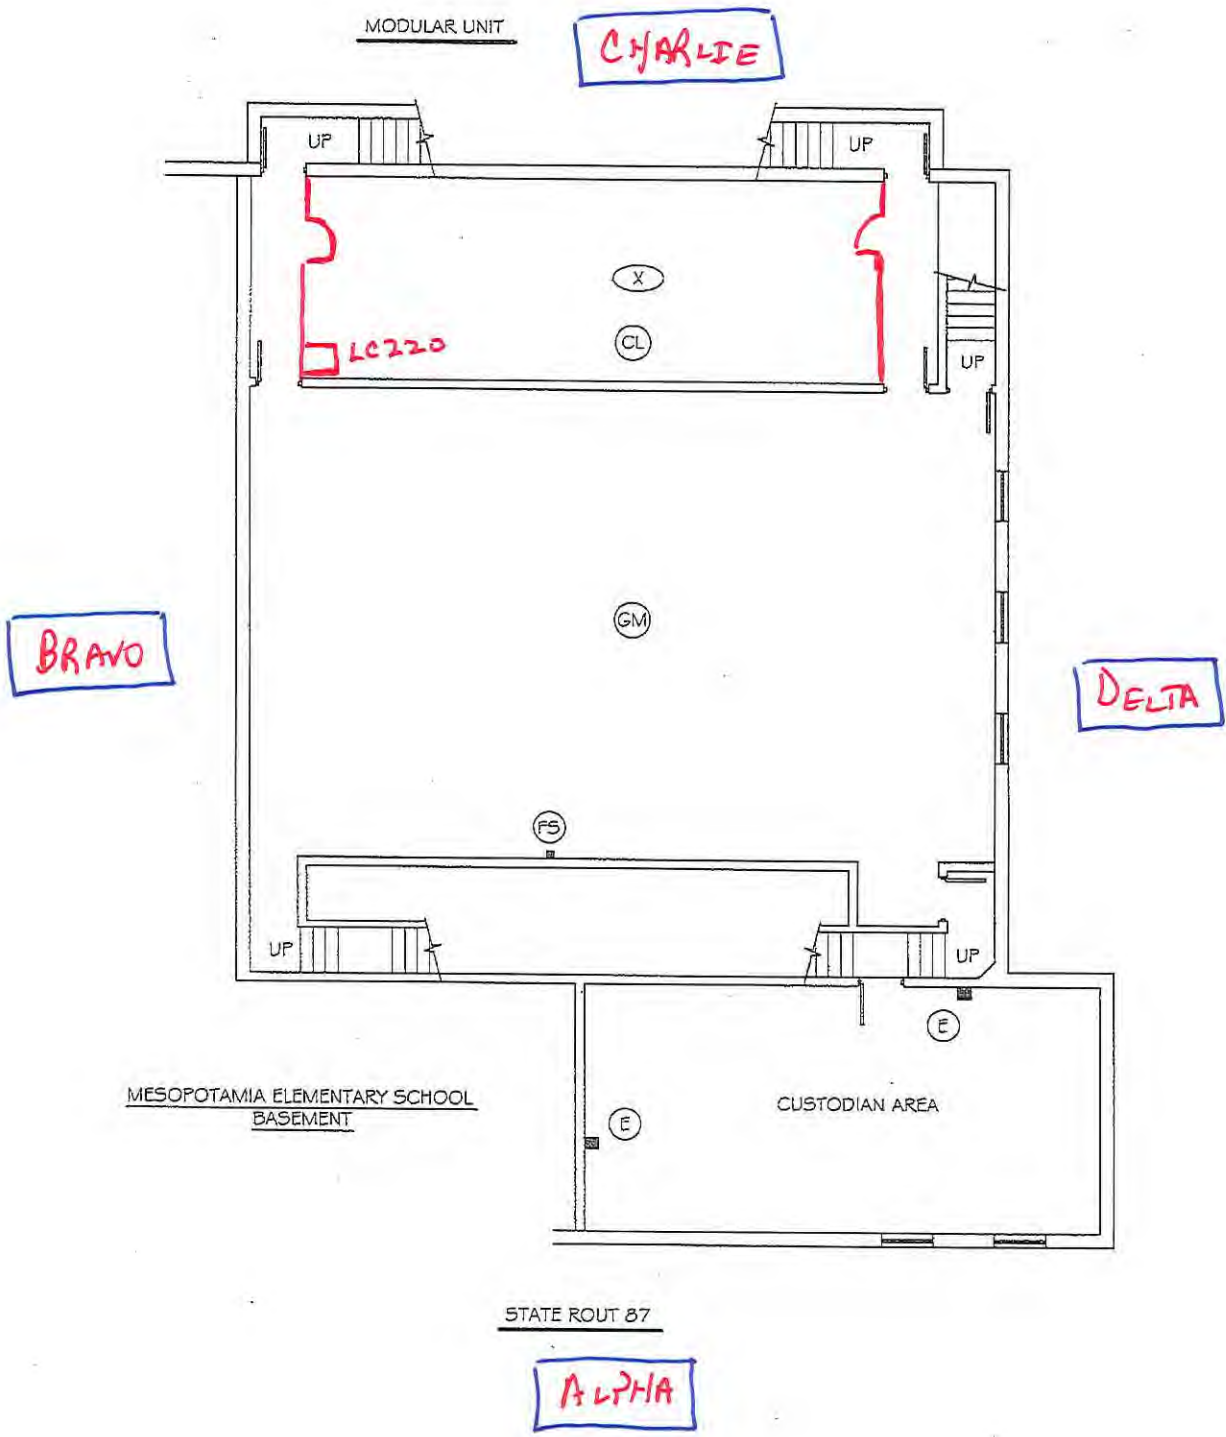 MODULAR UNIT
CHARLIE
UP
UP
X
CL
LC220
UP
GM
BRAVO
DELTA
FS
UP
UP
E
MESOPOTAMIA ELEMENTARY SCHOOL
BASEMENT
E
CUSTODIAN AREA
STATE ROUT 87
ALPHA